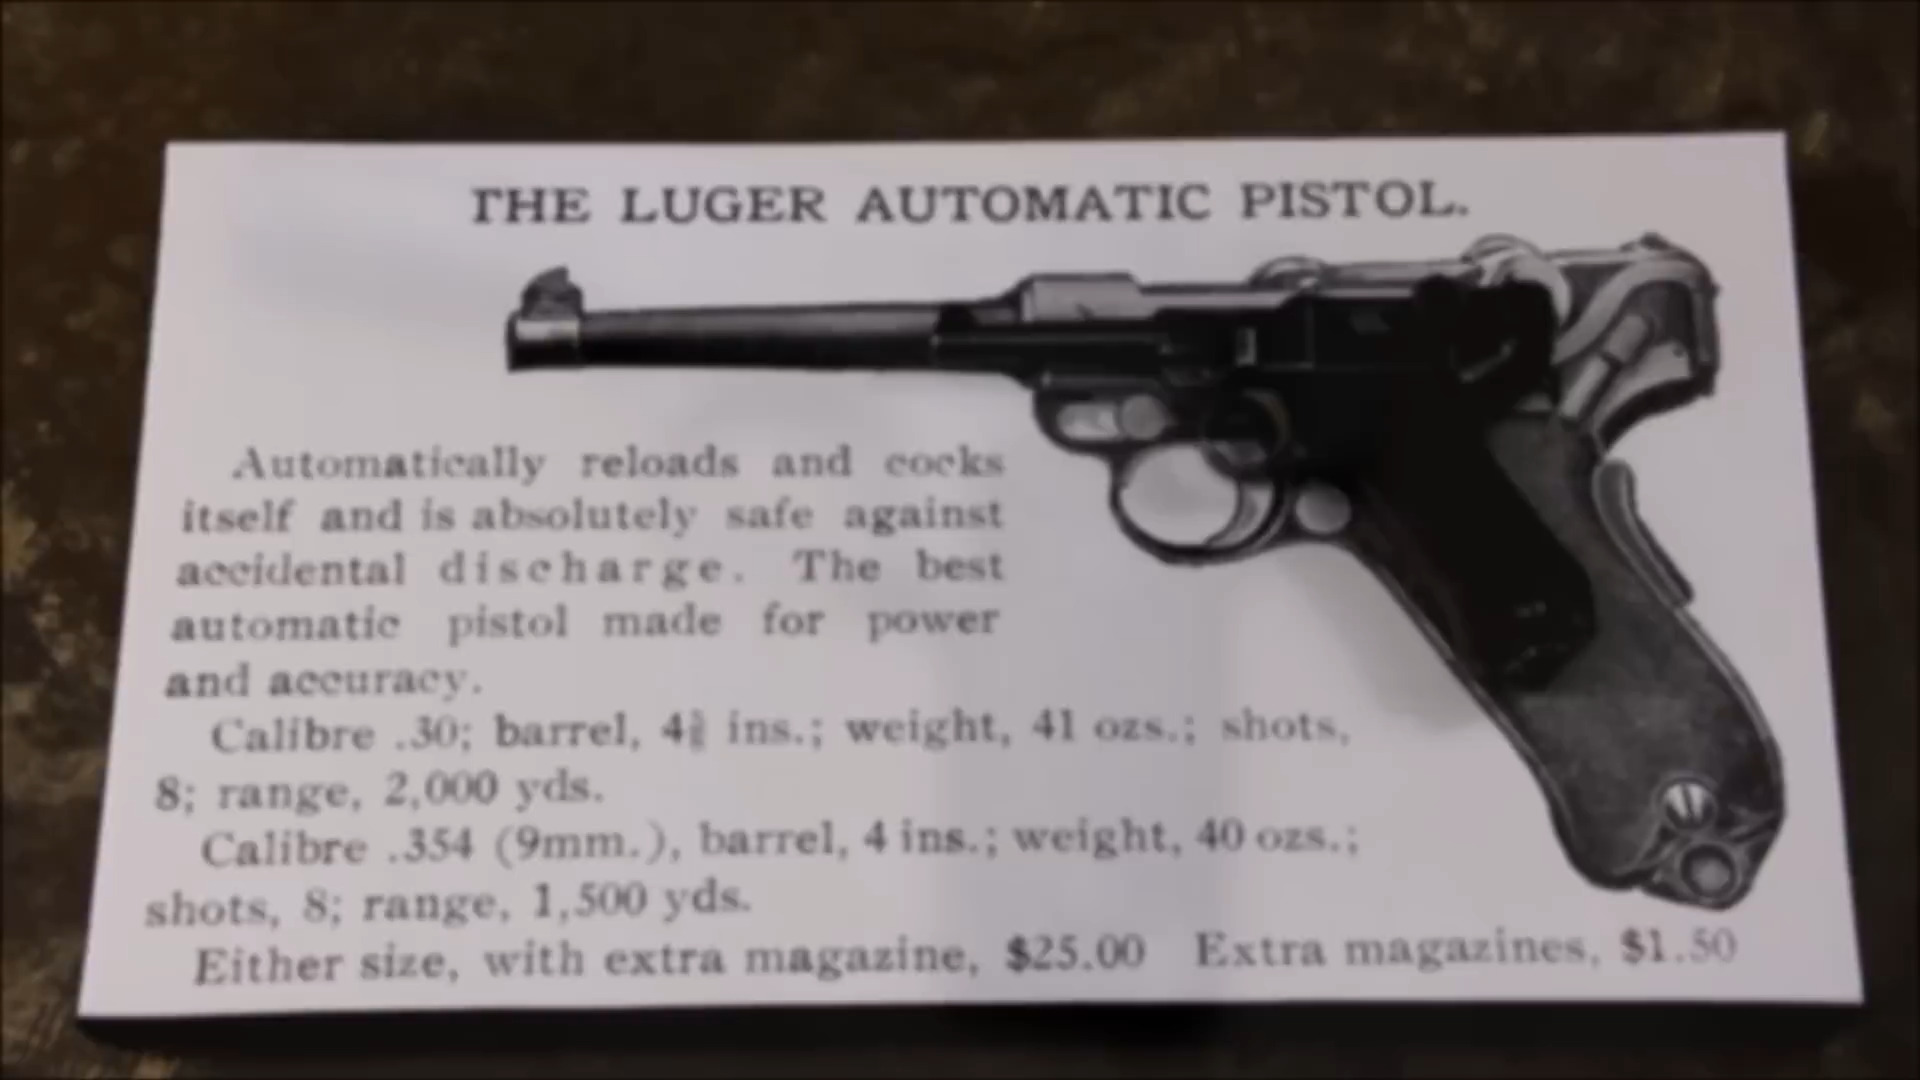 THE LUGER AUTOMATIC PISTOL.
Automatically reloads and cocks
itself and is absolutely safe against
accidental discharge. The best
automatic pistol made for power
and accuracy.
Calibre .30; barrel, 4¾ ins.; weight, 41 ozs.; shots,
8; range, 2,000 yds.
Calibre .354 (9mm.), barrel, 4 ins.; weight, 40 ozs.;
shots, 8; range, 1,500 yds.
Either size, with extra magazine, $25.00 Extra magazines, $1.50